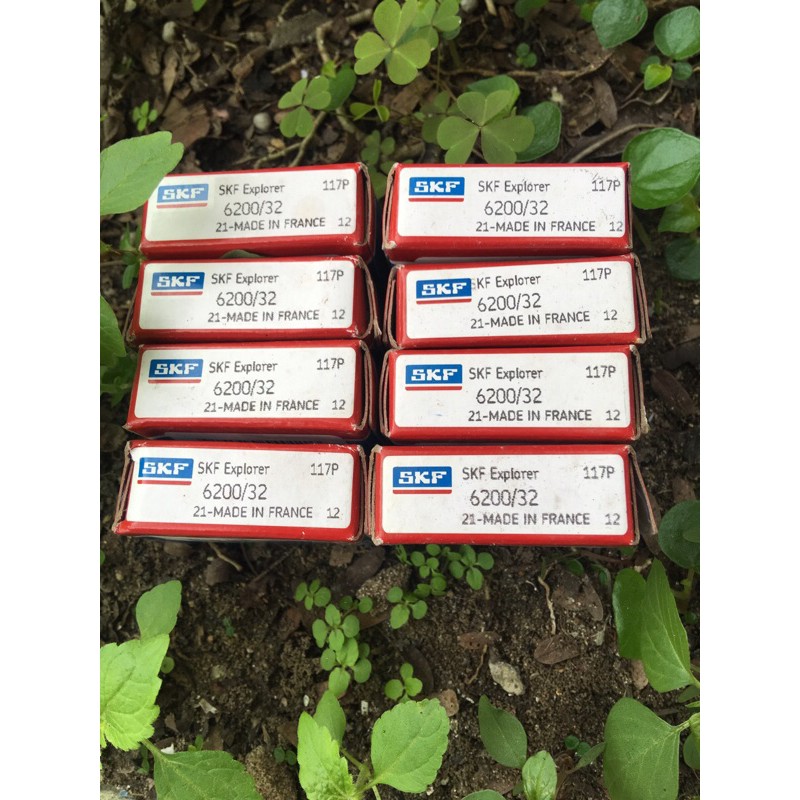 SKF SKF Explorer 117P
6200/32
21-MADE IN FRANCE 12
SKF SKF Explorer 117P
6200/32
21-MADE IN FRANCE 12
SKF SKF Explorer 117P
6200/32
21-MADE IN FRANCE 12
SKF SKF Explorer 117P
6200/32
21-MADE IN FRANCE 12
SKF SKF Explorer 117P
6200/32
21-MADE IN FRANCE 12
SKF SKF Explorer 117P
6200/32
21-MADE IN FRANCE 12
SKF SKF Explorer 117P
6200/32
21-MADE IN FRANCE 12
SKF SKF Explorer 117P
6200/32
21-MADE IN FRANCE 12